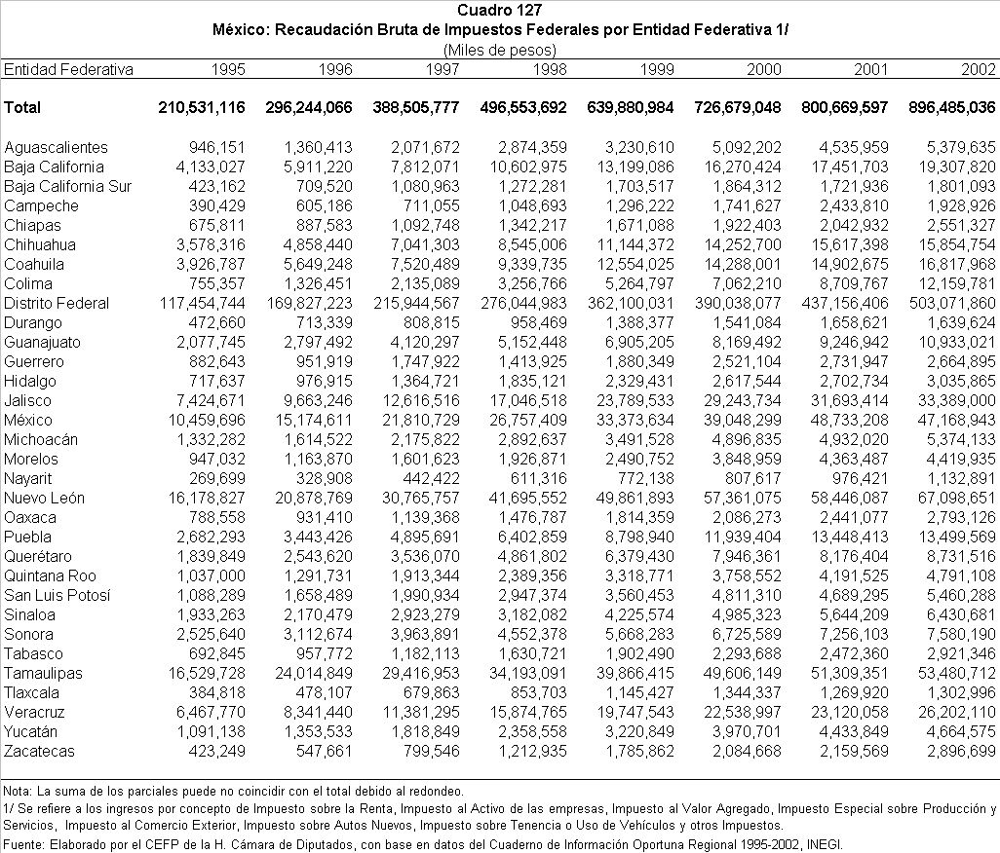 Cuadro 127
México: Recaudación Bruta de Impuestos Federales por Entidad Federativa 1/
(Miles de pesos)
Entidad Federativa 1995 1996 1997 1998 1999 2000 2001 2002
Total 210,531,116 296,244,066 388,505,777 496,553,692 639,880,984 726,679,048 800,669,597 896,485,036
Aguascalientes 946,151 1,360,413 2,071,672 2,874,359 3,230,610 5,092,202 4,535,959 5,379,635
Baja California 4,133,027 5,911,220 7,812,071 10,602,975 13,199,086 16,270,424 17,451,703 19,307,820
Baja California Sur 423,162 709,520 1,080,963 1,272,281 1,703,517 1,864,312 1,721,936 1,801,093
Campeche 390,429 605,186 711,055 1,048,693 1,296,222 1,741,627 2,433,810 1,928,926
Chiapas 675,811 887,583 1,092,748 1,342,217 1,671,088 1,922,403 2,042,932 2,551,327
Chihuahua 3,578,316 4,858,440 7,041,303 8,545,006 11,144,372 14,252,700 15,617,398 15,854,754
Coahuila 3,926,787 5,649,248 7,520,489 9,339,735 12,554,025 14,288,001 14,902,675 16,817,968
Colima 755,357 1,326,451 2,135,089 3,256,766 5,264,797 7,062,210 8,709,767 12,159,781
Distrito Federal 117,454,744 169,827,223 215,944,567 276,044,983 362,100,031 390,038,077 437,156,406 503,071,860
Durango 472,660 713,339 808,815 958,469 1,388,377 1,541,084 1,658,621 1,639,624
Guanajuato 2,077,745 2,797,492 4,120,297 5,152,448 6,905,205 8,169,492 9,246,942 10,933,021
Guerrero 882,643 951,919 1,747,922 1,413,925 1,880,349 2,521,104 2,731,947 2,664,895
Hidalgo 717,637 976,915 1,364,721 1,835,121 2,329,431 2,617,544 2,702,734 3,035,865
Jalisco 7,424,671 9,663,246 12,616,516 17,046,518 23,789,533 29,243,734 31,693,414 33,389,000
México 10,459,696 15,174,611 21,810,729 26,757,409 33,373,634 39,048,299 48,733,208 47,168,943
Michoacán 1,332,282 1,614,522 2,175,822 2,892,637 3,491,528 4,896,835 4,932,020 5,374,133
Morelos 947,032 1,163,870 1,601,623 1,926,871 2,490,752 3,848,959 4,363,487 4,419,935
Nayarit 269,699 328,908 442,422 611,316 772,138 807,617 976,421 1,132,891
Nuevo León 16,178,827 20,878,769 30,765,757 41,695,552 49,861,893 57,361,075 58,446,087 67,098,651
Oaxaca 788,558 931,410 1,139,368 1,476,787 1,814,359 2,086,273 2,441,077 2,793,126
Puebla 2,682,293 3,443,426 4,895,691 6,402,859 8,798,940 11,939,404 13,448,413 13,499,569
Querétaro 1,839,849 2,543,620 3,536,070 4,861,802 6,379,430 7,946,361 8,176,404 8,731,516
Quintana Roo 1,037,000 1,291,731 1,913,344 2,389,356 3,318,771 3,758,552 4,191,525 4,791,108
San Luis Potosí 1,088,289 1,658,489 1,990,934 2,947,374 3,560,453 4,811,310 4,689,295 5,460,288
Sinaloa 1,933,263 2,170,479 2,923,279 3,182,082 4,225,574 4,985,323 5,644,209 6,430,681
Sonora 2,525,640 3,112,674 3,963,891 4,552,378 5,668,283 6,725,589 7,256,103 7,580,190
Tabasco 692,845 957,772 1,182,113 1,630,721 1,902,490 2,293,688 2,472,360 2,921,346
Tamaulipas 16,529,728 24,014,849 29,416,953 34,193,091 39,866,415 49,606,149 51,309,351 53,480,712
Tlaxcala 384,818 478,107 679,863 853,703 1,145,427 1,344,337 1,269,920 1,302,996
Veracruz 6,467,770 8,341,440 11,381,295 15,874,765 19,747,543 22,538,997 23,120,058 26,202,110
Yucatán 1,091,138 1,353,533 1,818,849 2,358,558 3,220,849 3,970,701 4,433,849 4,664,575
Zacatecas 423,249 547,661 799,546 1,212,935 1,785,862 2,084,668 2,159,569 2,896,699
Nota: La suma de los parciales puede no coincidir con el total debido al redondeo.
1/ Se refiere a los ingresos por concepto de Impuesto sobre la Renta, Impuesto al Activo de las empresas, Impuesto al Valor Agregado, Impuesto Especial sobre Producción y
Servicios, Impuesto al Comercio Exterior, Impuesto sobre Autos Nuevos, Impuesto sobre Tenencia o Uso de Vehículos y otros Impuestos.
Fuente: Elaborado por el CEFP de la H. Cámara de Diputados, con base en datos del Cuaderno de Información Oportuna Regional 1995-2002, INEGI.